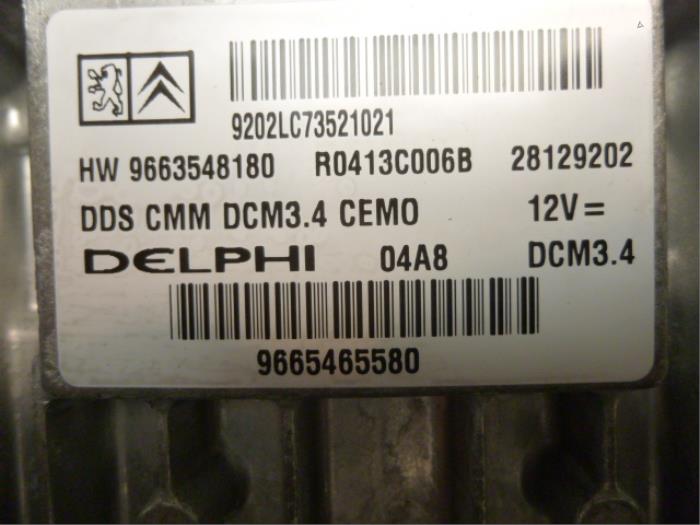 9202LC73521021
HW 9663548180 R0413C006B 28129202
DDS CMM DCM3.4 CEMO 12V=
DELPHI 04A8 DCM3.4
9665465580